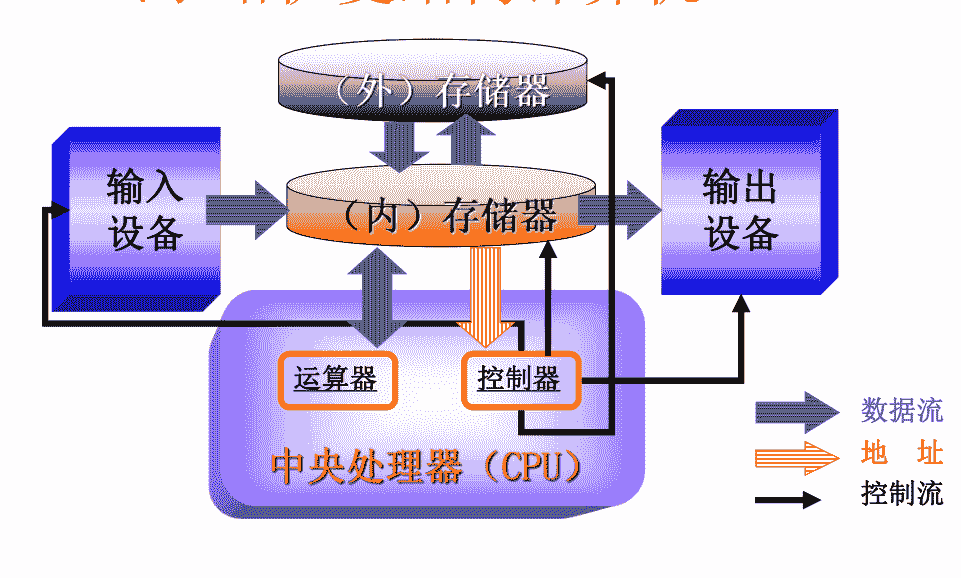 （外）存储器
输入
设备
（内）存储器
输出
设备
运算器
控制器
中央处理器（CPU）
数据流
地 址
控制流